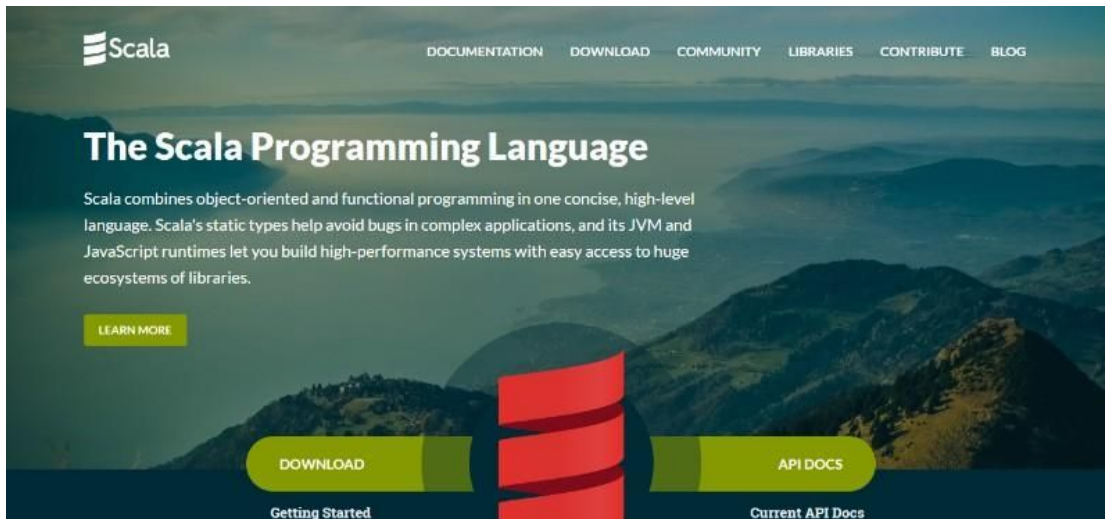 Scala
DOCUMENTATION DOWNLOAD COMMUNITY LIBRARIES CONTRIBUTE BLOG
The Scala Programming Language
Scala combines object-oriented and functional programming in one concise, high-level
language. Scala's static types help avoid bugs in complex applications, and its JVM and
JavaScript runtimes let you build high-performance systems with easy access to huge
ecosystems of libraries.
LEARN MORE
DOWNLOAD
API DOCS
Getting Started
Current API Docs